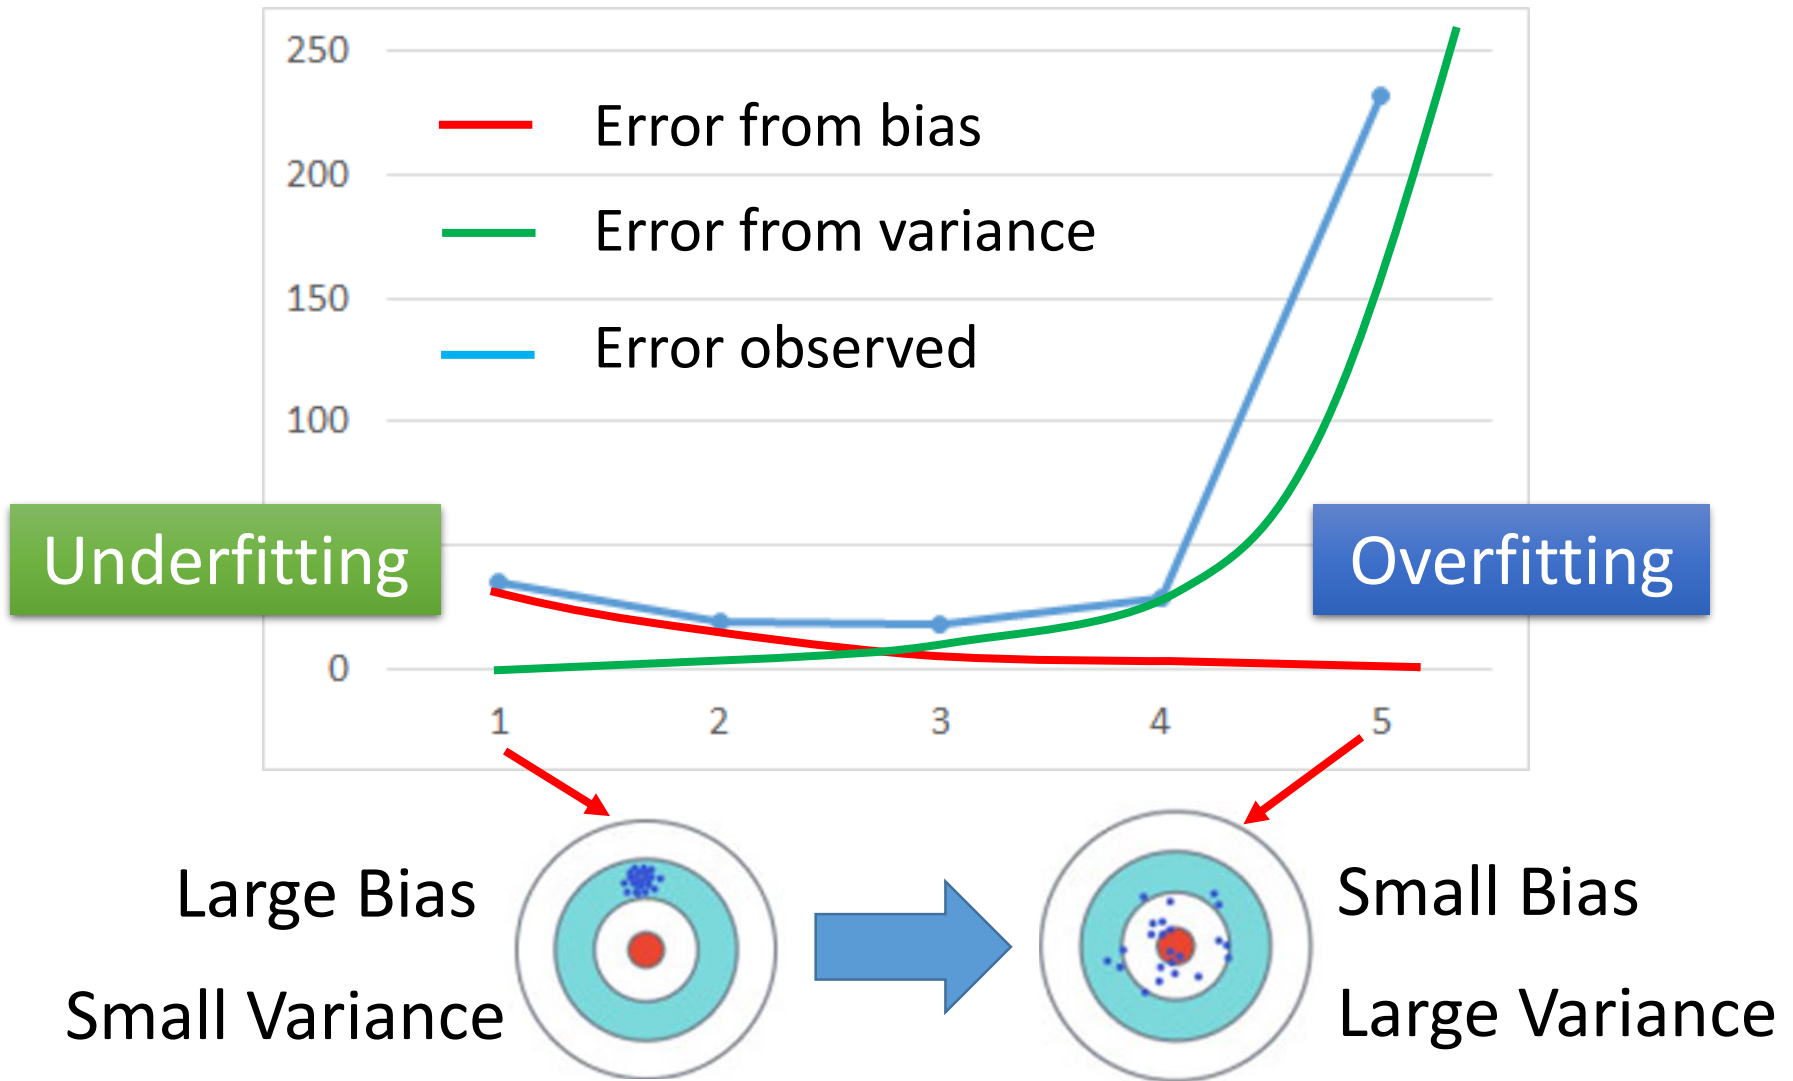 250
Error from bias
200
Error from variance
150
Error observed
100
Underfitting
Overfitting
0
1 2 3 4 5
Large Bias
Small Bias
Small Variance
Large Variance